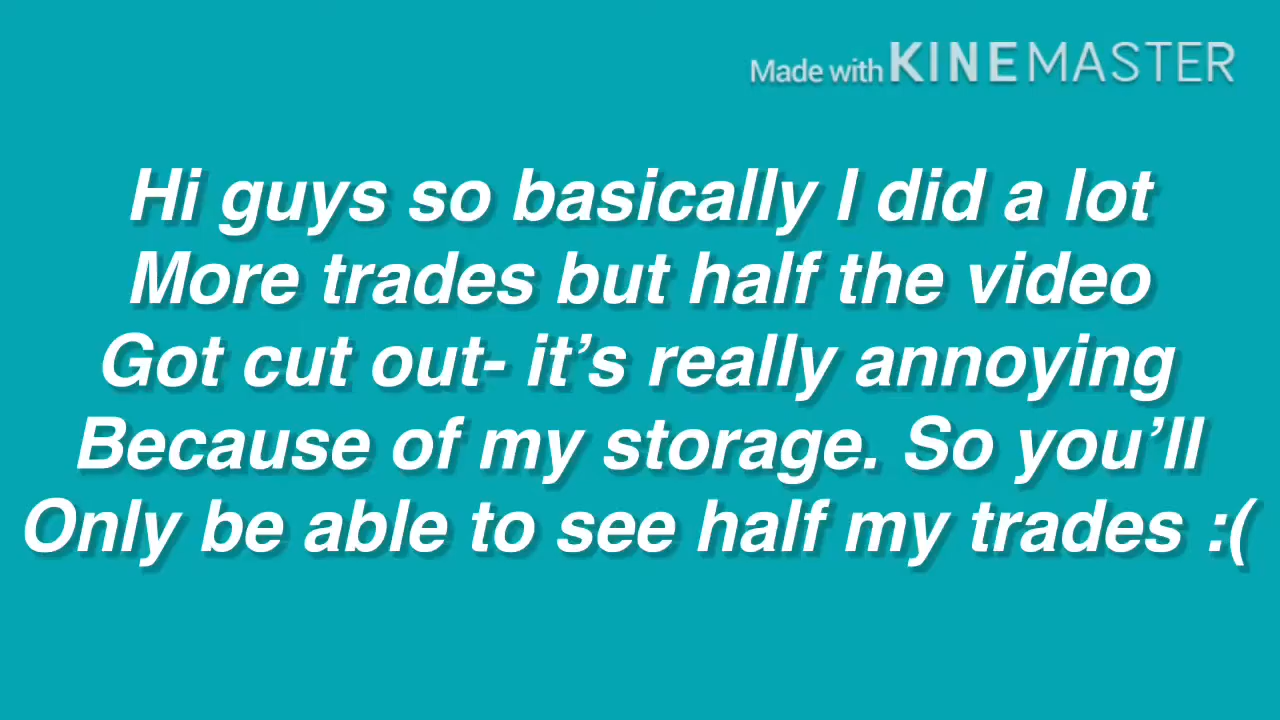 Made with KINEMASTER
Hi guys so basically I did a lot
More trades but half the video
Got cut out- it’s really annoying
Because of my storage. So you’ll
Only be able to see half my trades :(